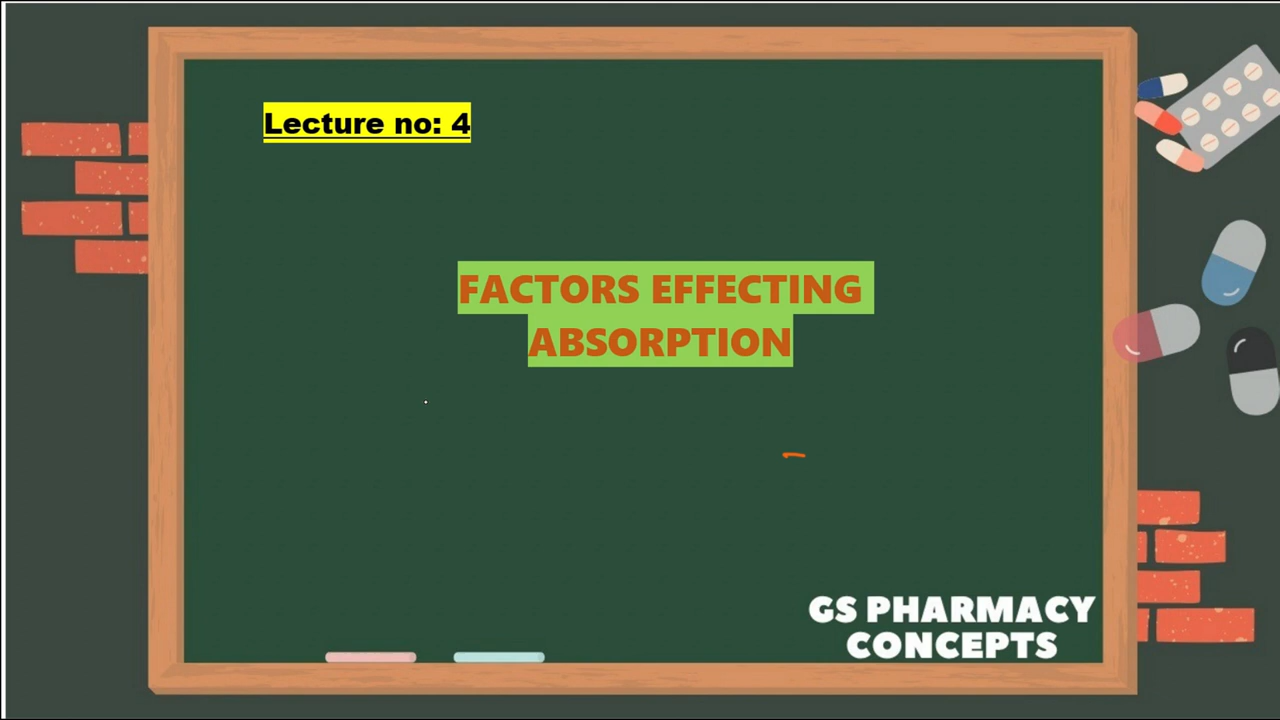 Lecture no: 4
FACTORS EFFECTING
ABSORPTION
GS PHARMACY
CONCEPTS